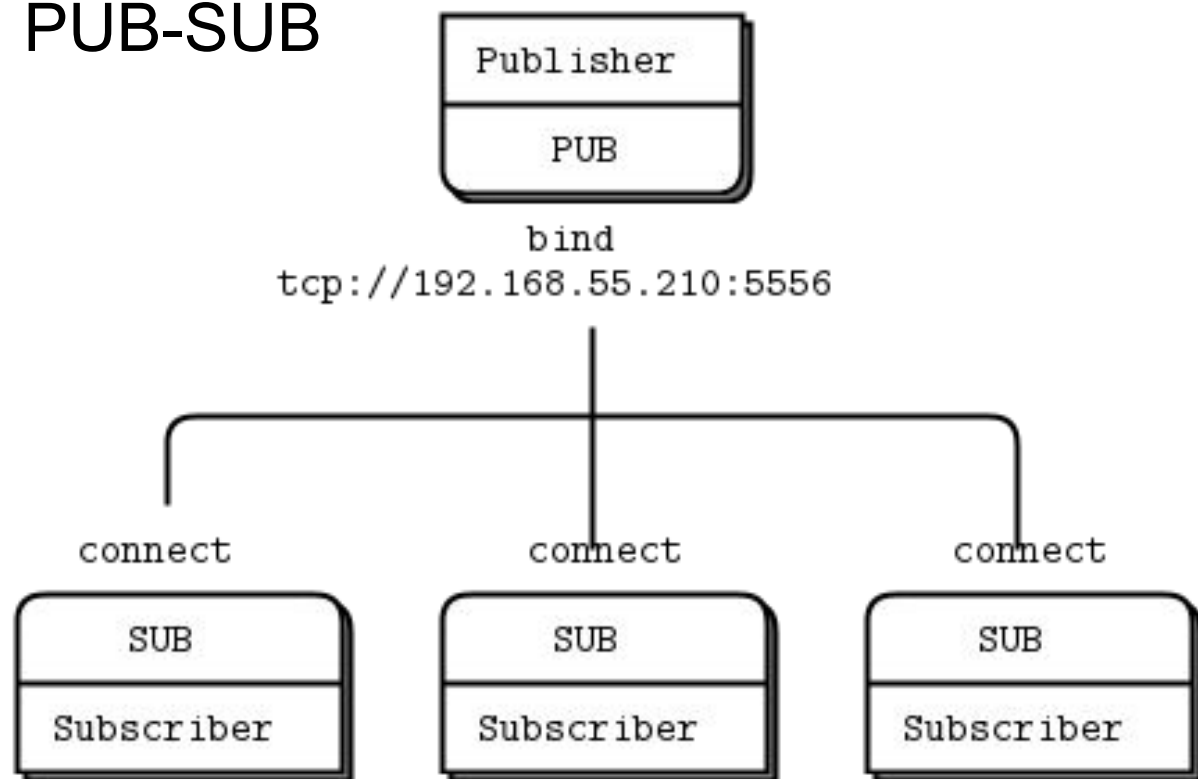 PUB-SUB
Publisher
PUB
bind
tcp://192.168.55.210:5556
connect connect connect
SUB SUB SUB
Subscriber Subscriber Subscriber